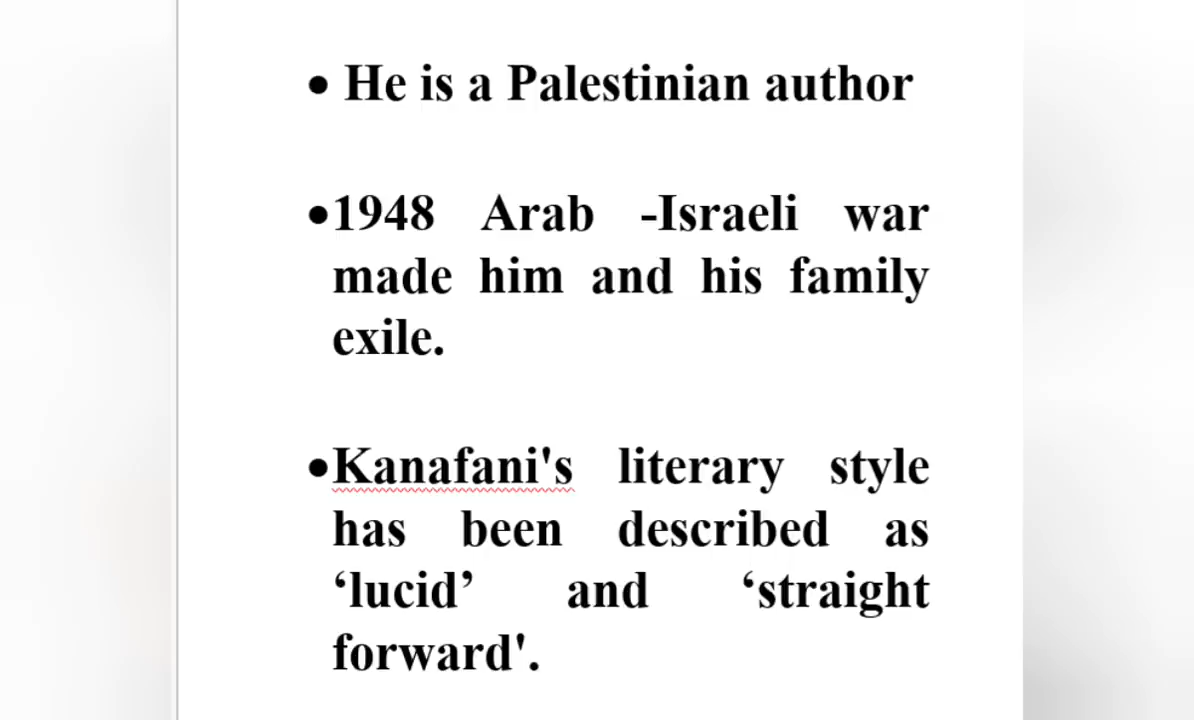 • He is a Palestinian author
•1948 Arab -Israeli war
made him and his family
exile.
•Kanafani's literary style
has been described as
‘lucid’ and ‘straight
forward'.